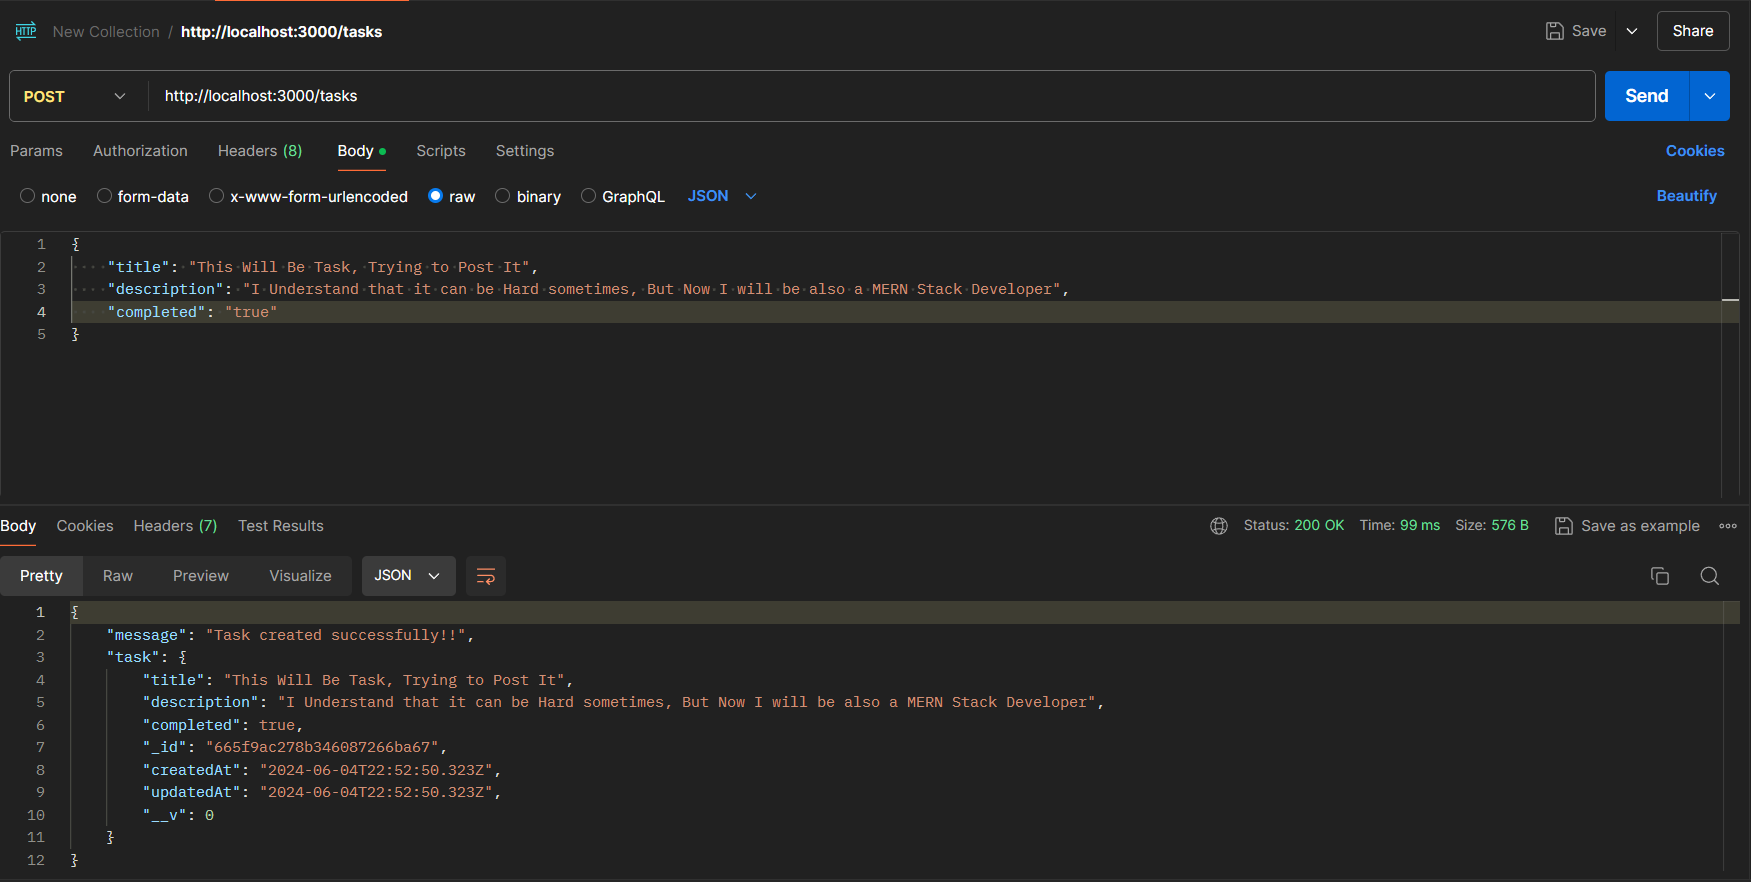 HTTP New Collection / http://localhost:3000/tasks Save Share
POST http://localhost:3000/tasks Send
Params Authorization Headers (8) Body Scripts Settings Cookies
none form-data x-www-form-urlencoded raw binary GraphQL JSON Beautify
1 {
2 "title": "This Will Be Task, Trying to Post It",
3 "description": "I Understand that it can be Hard sometimes, But Now I will be also a MERN Stack Developer",
4 "completed": "true"
5 }
Body Cookies Headers (7) Test Results Status: 200 OK Time: 99 ms Size: 576 B Save as example
Pretty Raw Preview Visualize JSON
1 {
2 "message": "Task created successfully!!",
3 "task": {
4 "title": "This Will Be Task, Trying to Post It",
5 "description": "I Understand that it can be Hard sometimes, But Now I will be also a MERN Stack Developer",
6 "completed": true,
7 "_id": "665f9ac278b346087266ba67",
8 "createdAt": "2024-06-04T22:52:50.323Z",
9 "updatedAt": "2024-06-04T22:52:50.323Z",
10 "__v": 0
11 }
12 }